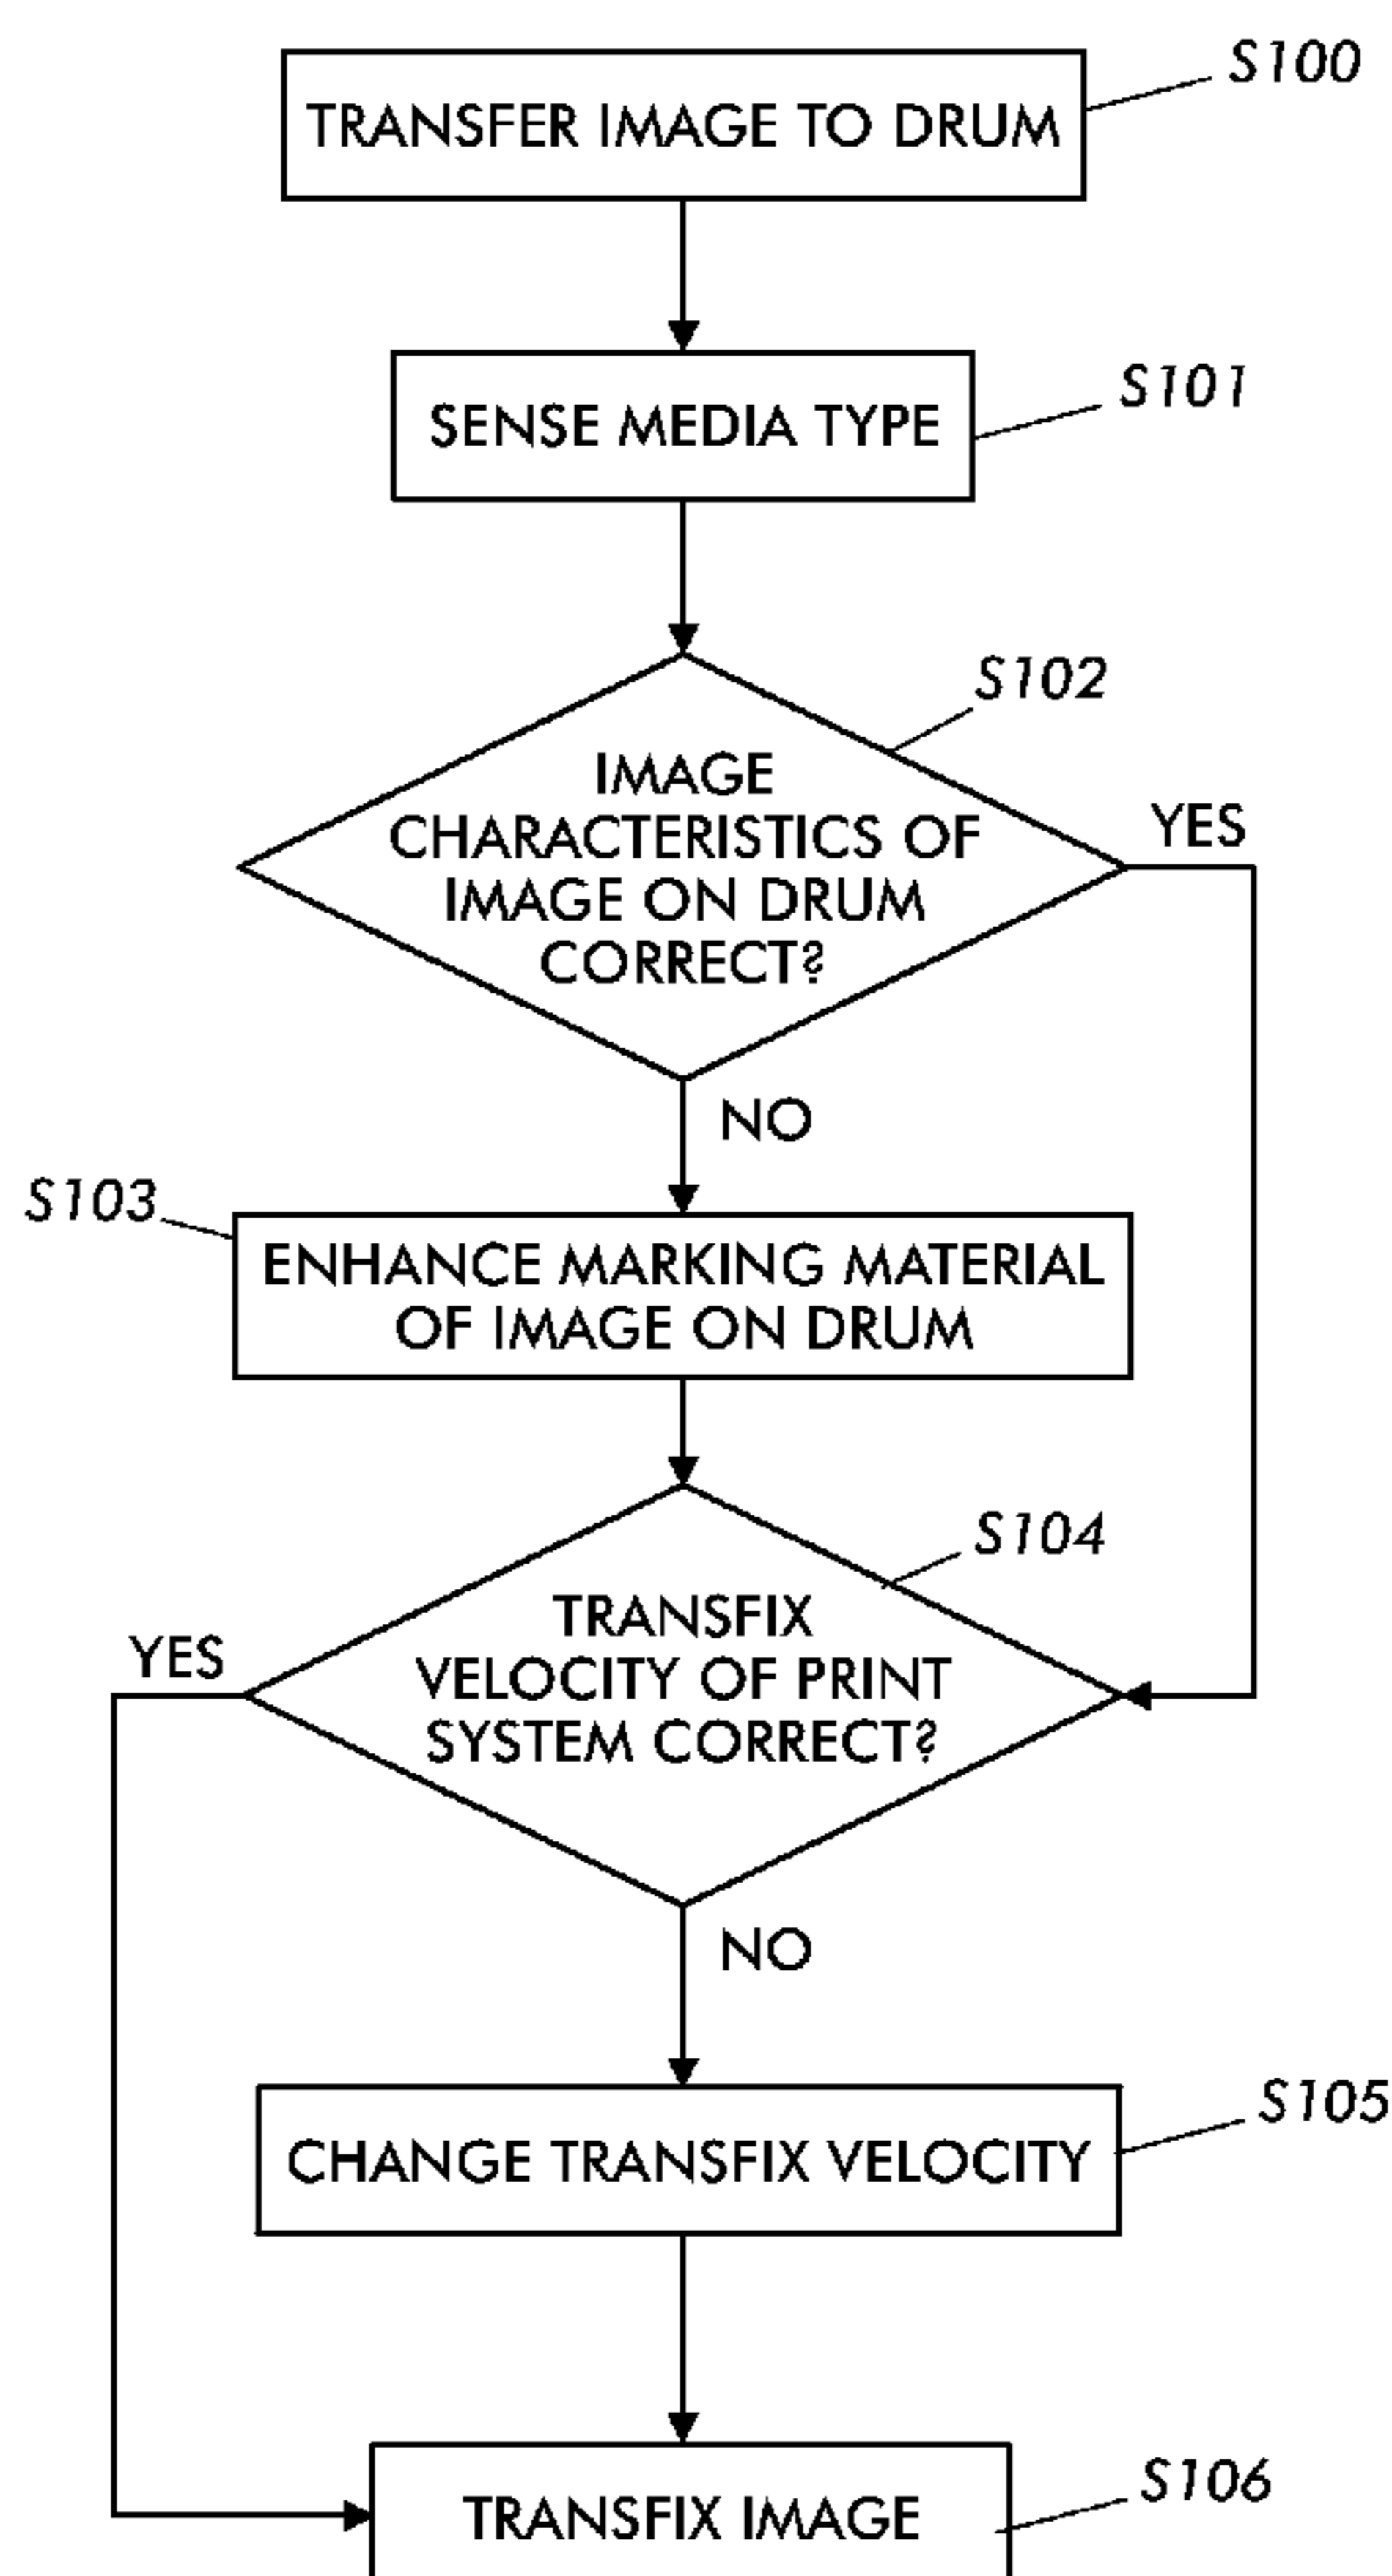 S100
TRANSFER IMAGE TO DRUM
S101
SENSE MEDIA TYPE
S102
IMAGE
CHARACTERISTICS OF
IMAGE ON DRUM
CORRECT?
YES
NO
S103
ENHANCE MARKING MATERIAL
OF IMAGE ON DRUM
S104
TRANSFIX
VELOCITY OF PRINT
SYSTEM CORRECT?
YES
NO
S105
CHANGE TRANSFIX VELOCITY
S106
TRANSFIX IMAGE